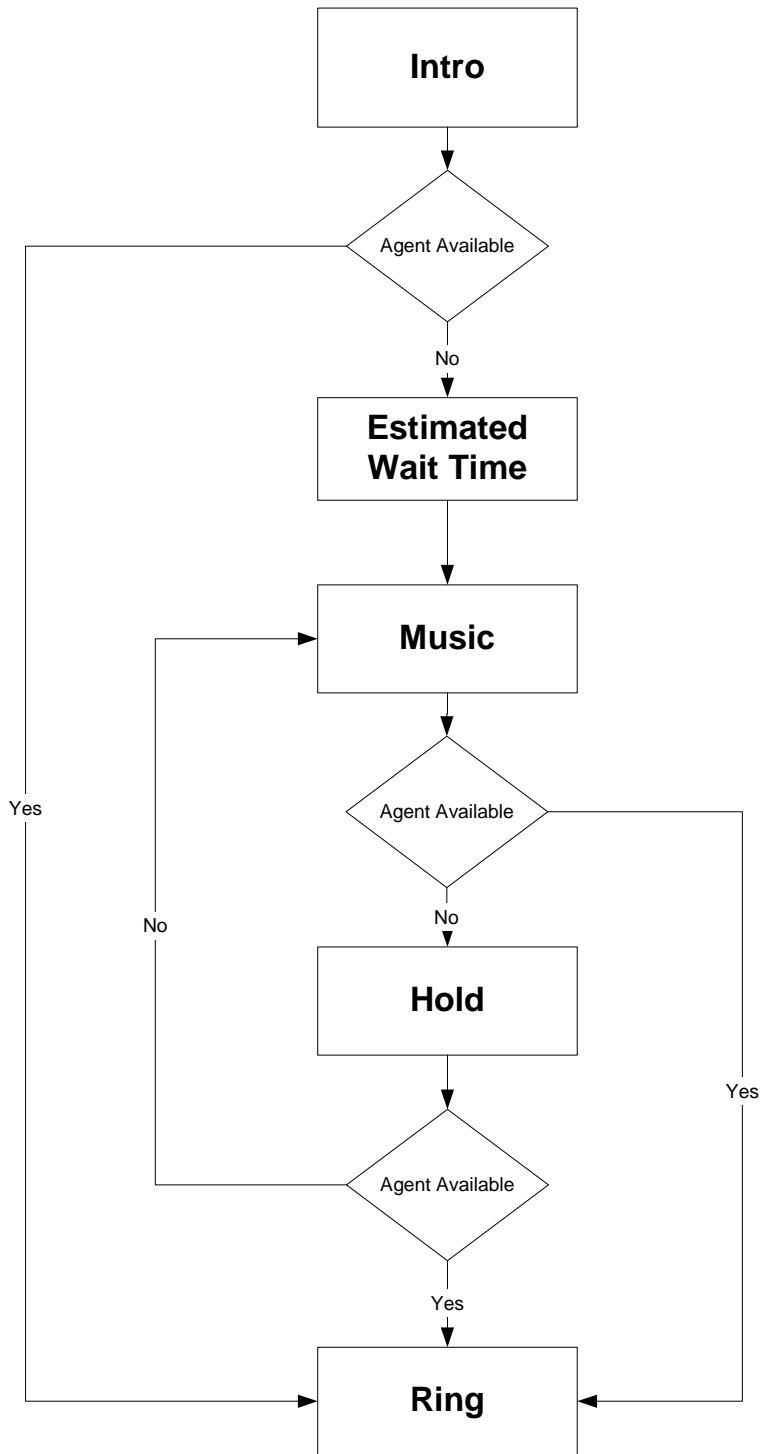 Intro
Agent Available
No
Estimated
Wait Time
Music
Yes
Agent Available
No
No
Hold
Yes
Agent Available
Yes
Ring